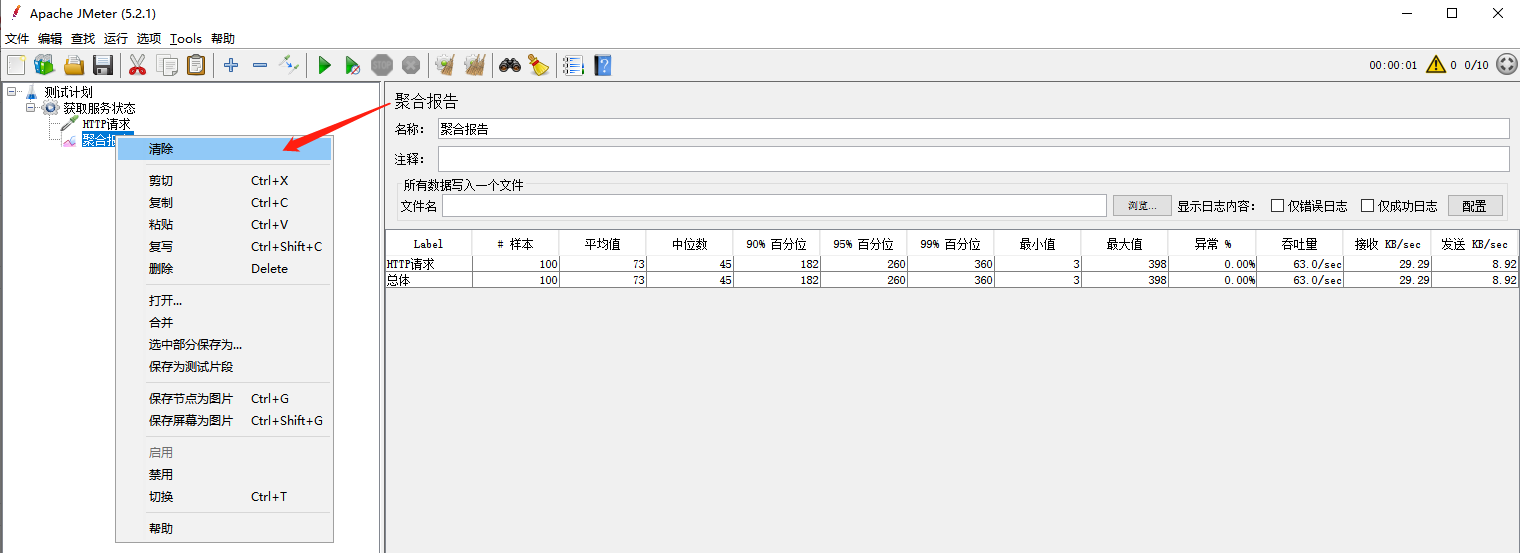 Apache JMeter (5.2.1)
文件 编辑 查找 运行 选项 Tools 帮助
STOP 00:00:01 0 0/10
测试计划
获取服务状态
HTTP请求
聚合报
清除
剪切 Ctrl+X
复制 Ctrl+C
粘贴 Ctrl+V
复写 Ctrl+Shift+C
删除 Delete
打开...
合并
选中部分保存为...
保存为测试片段
保存节点为图片 Ctrl+G
保存屏幕为图片 Ctrl+Shift+G
启用
禁用
切换 Ctrl+T
帮助
聚合报告
名称： 聚合报告
注释：
所有数据写入一个文件
文件名 浏览... 显示日志内容： 仅错误日志 仅成功日志 配置
Label # 样本 平均值 中位数 90% 百分位 95% 百分位 99% 百分位 最小值 最大值 异常 % 吞吐量 接收 KB/sec 发送 KB/sec
HTTP请求 100 73 45 182 260 360 3 398 0.00% 63.0/sec 29.29 8.92
总体 100 73 45 182 260 360 3 398 0.00% 63.0/sec 29.29 8.92